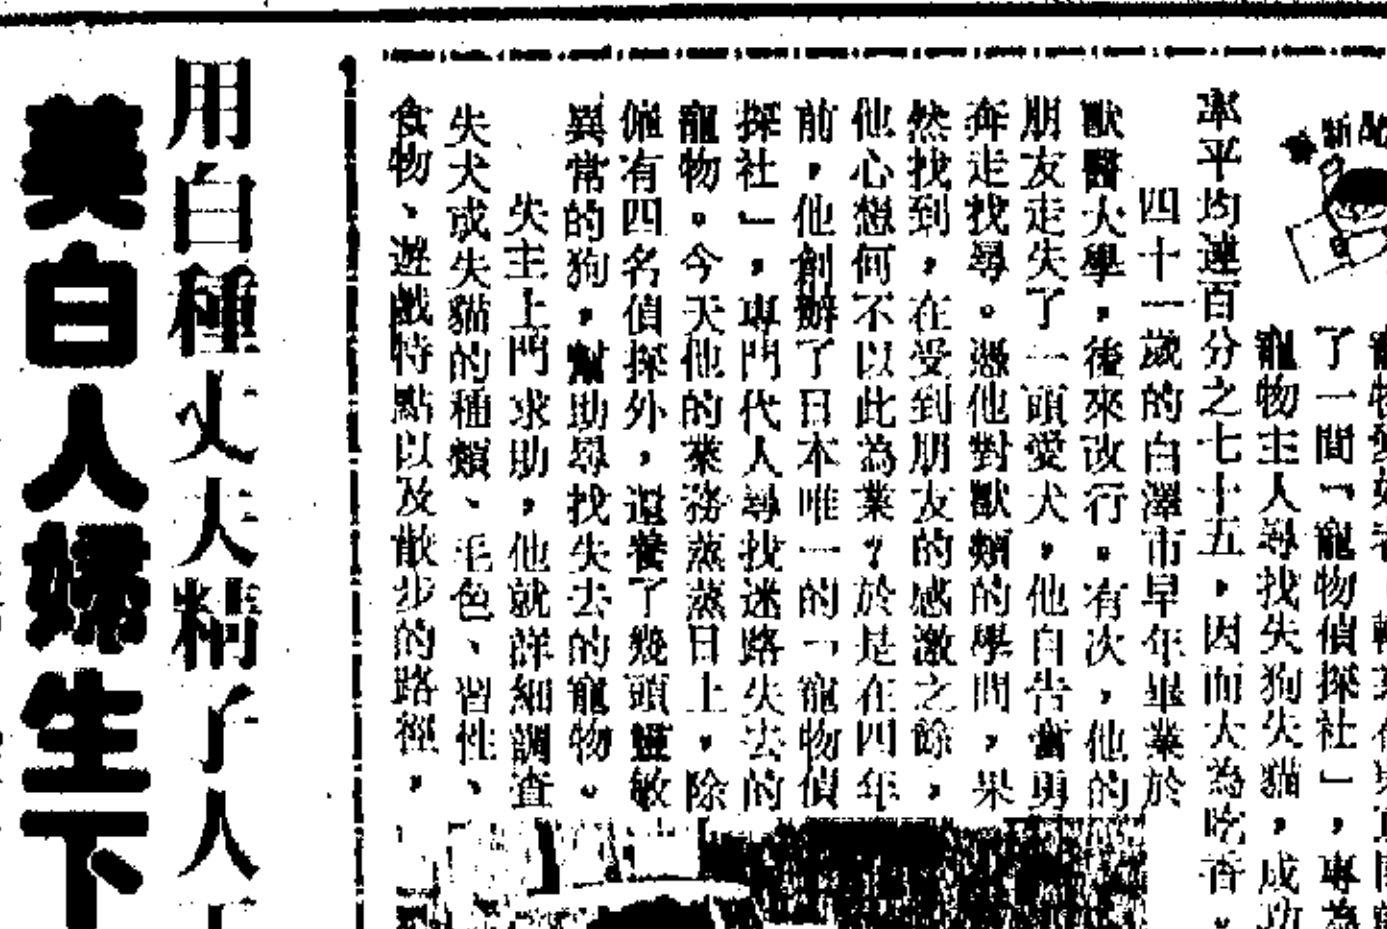 新聞
了一間「寵物偵探社」，專為
寵物主人尋找失狗失貓，成功
率平均達百分之七十五，因而大為吃香。
四十一歲的白澤市早年畢業於
獸醫大學，後來改行。有次，他的
朋友走失了一頭愛犬，他自告奮勇
奔走找尋。憑他對獸類的學問，果
然找到，在受到朋友的感激之餘，
他心想何不以此為業？於是在四年
前，他創辦了日本唯一的「寵物偵
探社」，專門代人尋找迷路失去的
寵物。今天他的業務蒸蒸日上，除
僱有四名偵探外，還養了幾頭靈敏
異常的狗，幫助尋找失去的寵物。
失主上門求助，他就詳細調查
失犬或失貓的種類、毛色、習性、
食物、遊戲特點以及散步的路徑，
用白種丈夫精子人工
美白人婦生下